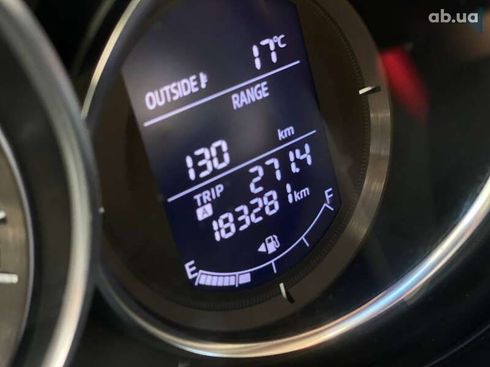 ab.ua
17°C
OUTSIDE
RANGE
130 km
TRIP 271.4
A
183281 km
E F